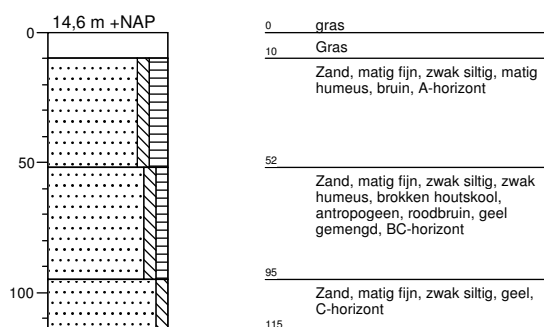 14,6 m +NAP
0
50
100
0 gras
10 Gras
Zand, matig fijn, zwak siltig, matig
humeus, bruin, A-horizont
52
Zand, matig fijn, zwak siltig, zwak
humeus, brokken houtskool,
antropogeen, roodbruin, geel
gemengd, BC-horizont
95
Zand, matig fijn, zwak siltig, geel,
C-horizont
115